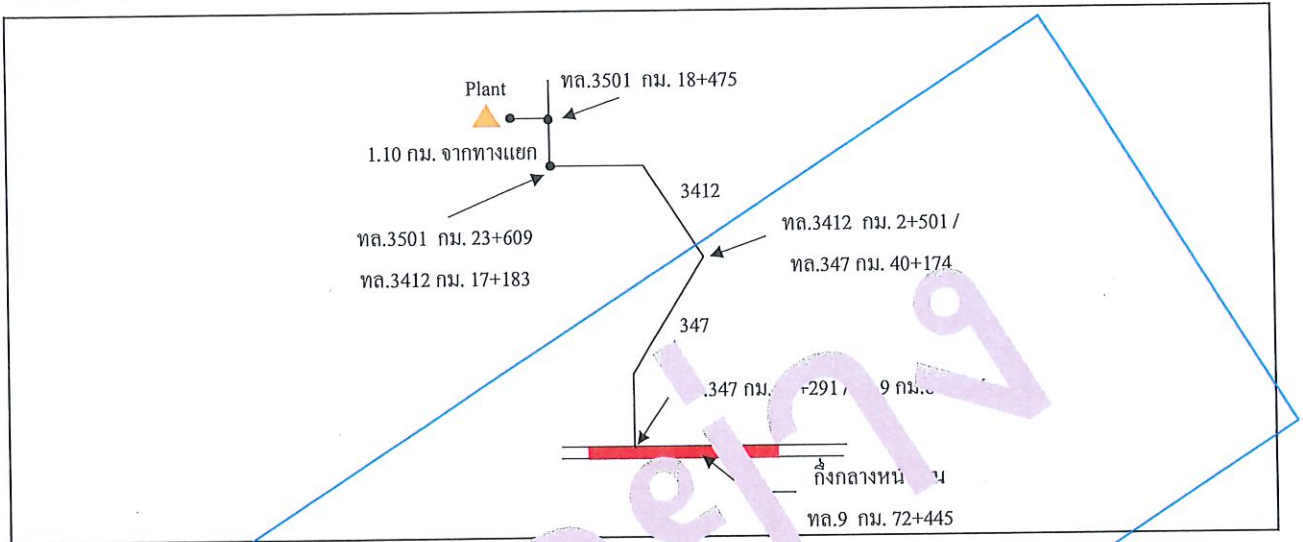 Plant
ทล.3501 กม. 18+475
1.10 กม. จากทางแยก
3412
ทล.3501 กม. 23+609
ทล.3412 กม. 17+183
ทล.3412 กม. 2+501 /
ทล.347 กม. 40+174
347
.347 กม. +291 / 9 กม.
กึ่งกลางหน้
ทล.9 กม. 72+445